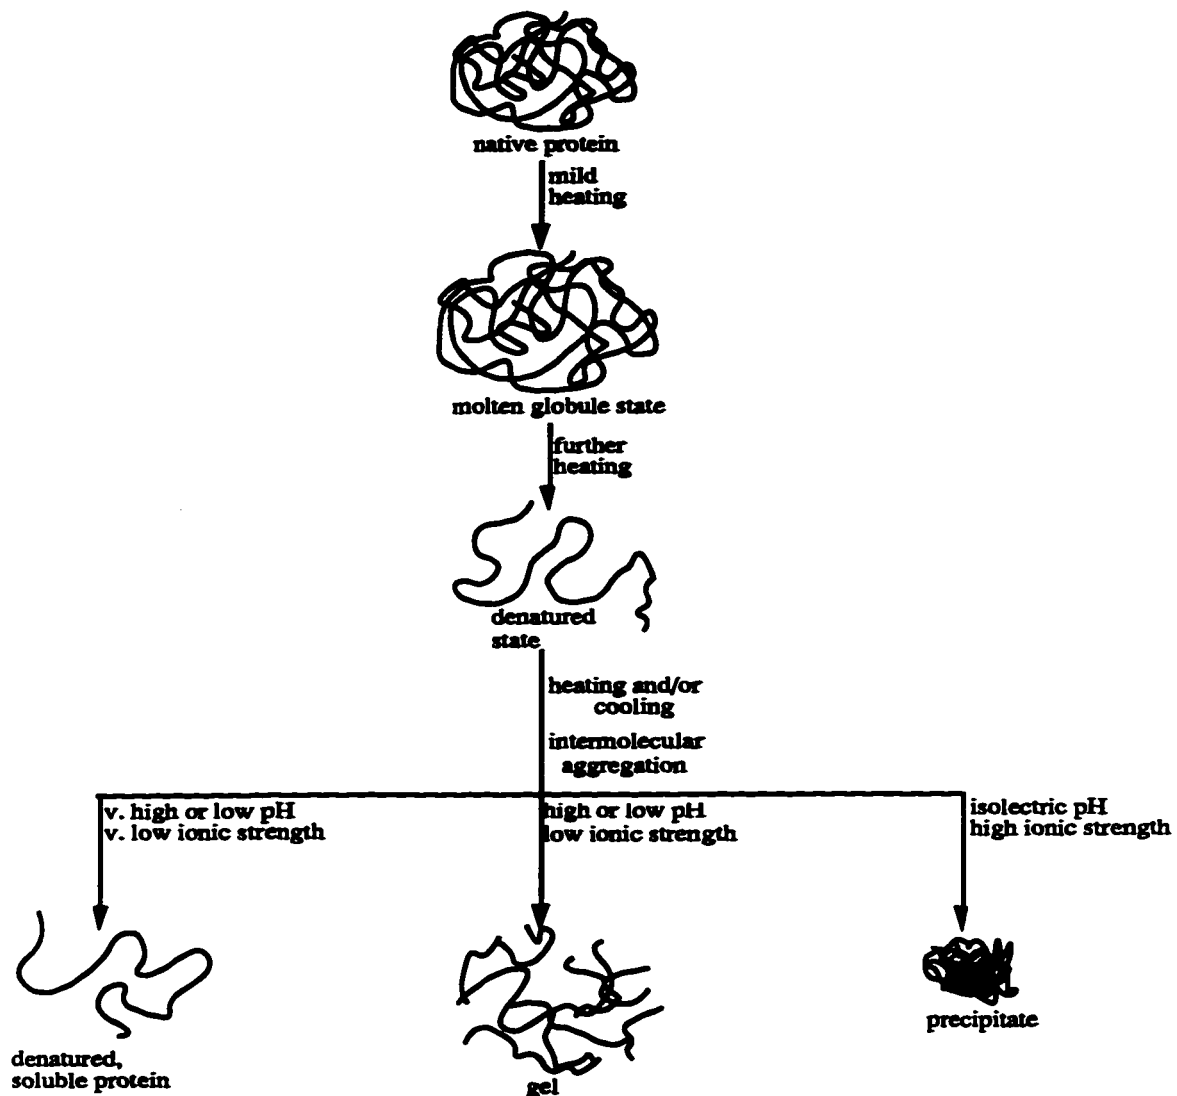 native protein
mild
heating
molten globule state
further
heating
denatured
state
heating and/or
cooling
intermolecular
aggregation
v. high or low pH
v. low ionic strength
high or low pH
low ionic strength
isolectric pH
high ionic strength
denatured,
soluble protein
gel
precipitate